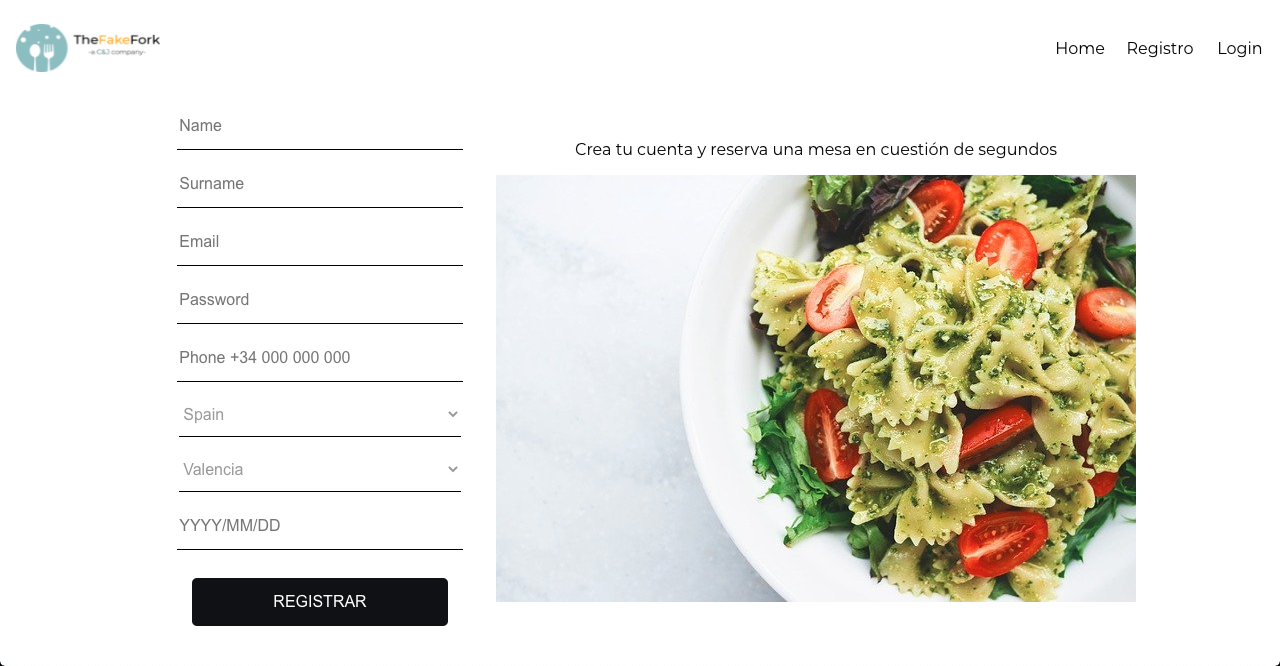 TheFakeFork
-a C&J company-
Home Registro Login
Name
Surname
Email
Password
Phone +34 000 000 000
Spain
Valencia
YYYY/MM/DD
REGISTRAR
Crea tu cuenta y reserva una mesa en cuestión de segundos